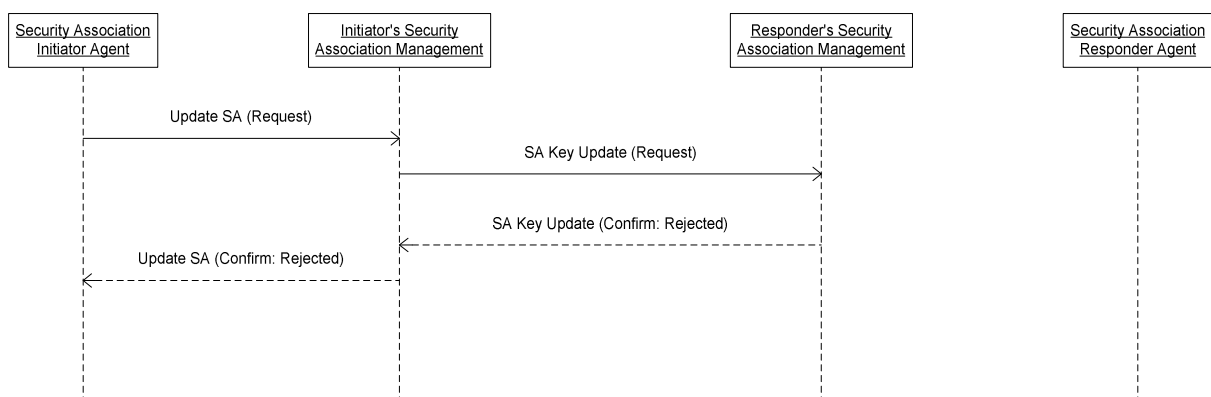 Security Association
Initiator Agent
Initiator's Security
Association Management
Responder's Security
Association Management
Security Association
Responder Agent
Update SA (Request)
SA Key Update (Request)
SA Key Update (Confirm: Rejected)
Update SA (Confirm: Rejected)